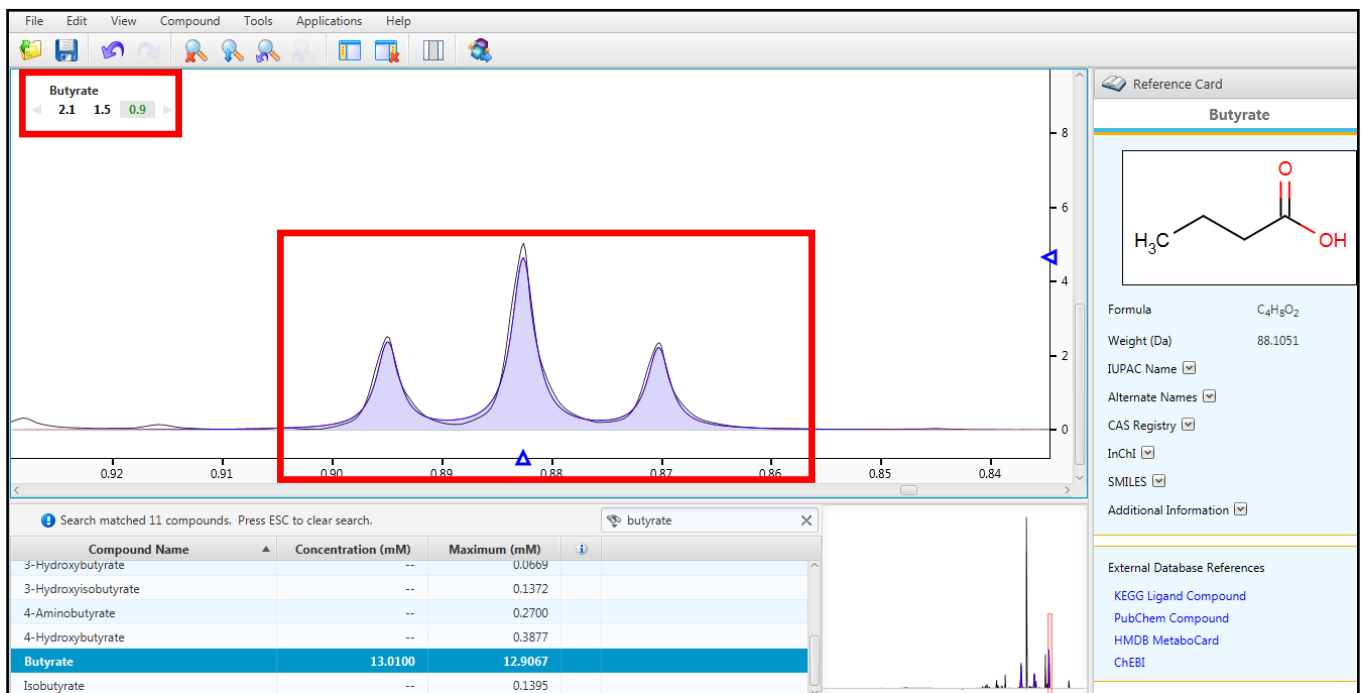 File Edit View Compound Tools Applications Help
Butyrate
2.1 1.5 0.9
8
6
4
2
0
0.92 0.91 0.90 0.89 0.88 0.87 0.86 0.85 0.84
Reference Card
Butyrate
O
H3C
OH
Formula C4H8O2
Weight (Da) 88.1051
IUPAC Name
Alternate Names
CAS Registry
InChI
SMILES
Additional Information
External Database References
KEGG Ligand Compound
PubChem Compound
HMDB MetaboCard
ChEBI
Search matched 11 compounds. Press ESC to clear search. butyrate
Compound Name Concentration (mM) Maximum (mM)
3-Hydroxybutyrate -- 0.0669
3-Hydroxyisobutyrate -- 0.1372
4-Aminobutyrate -- 0.2700
4-Hydroxybutyrate -- 0.3877
Butyrate 13.0100 12.9067
Isobutyrate -- 0.1395